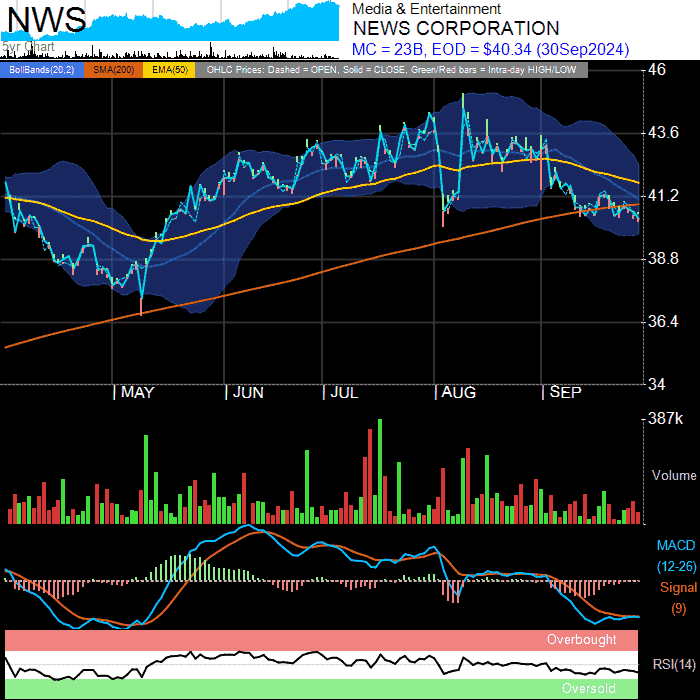 NWS
5yr Chart
Media & Entertainment
NEWS CORPORATION
MC = 23B, EOD = $40.34 (30Sep2024)
BollBands(20,2) SMA(200) EMA(50) OHLC Prices: Dashed = OPEN, Solid = CLOSE, Green/Red bars = Intra-day HIGH/LOW
46
43.6
41.2
38.8
36.4
34
MAY JUN JUL AUG SEP
387k
Volume
MACD
(12-26)
Signal
(9)
Overbought
RSI(14)
Oversold